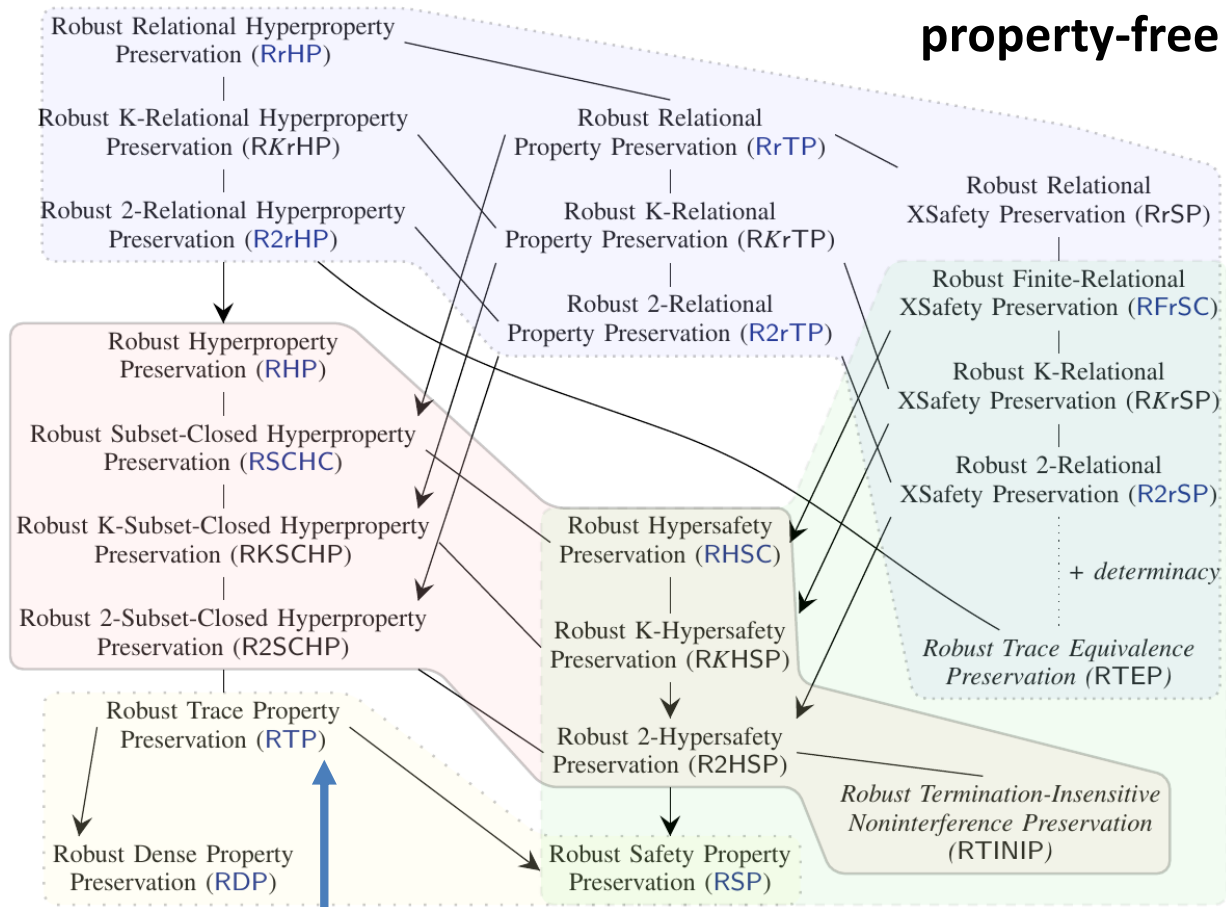 property-free
Robust Relational Hyperproperty
Preservation (RrHP)
Robust K-Relational Hyperproperty
Preservation (RKrHP)
Robust 2-Relational Hyperproperty
Preservation (R2rHP)
Robust Relational
Property Preservation (RrTP)
Robust K-Relational
Property Preservation (RKrTP)
Robust 2-Relational
Property Preservation (R2rTP)
Robust Relational
XSafety Preservation (RrSP)
Robust Finite-Relational
XSafety Preservation (RFrSC)
Robust K-Relational
XSafety Preservation (RKrSP)
Robust 2-Relational
XSafety Preservation (R2rSP)
+ determinacy
Robust Trace Equivalence
Preservation (RTEP)
Robust Hyperproperty
Preservation (RHP)
Robust Subset-Closed Hyperproperty
Preservation (RSCHC)
Robust K-Subset-Closed Hyperproperty
Preservation (RKSCHP)
Robust 2-Subset-Closed Hyperproperty
Preservation (R2SCHP)
Robust Hypersafety
Preservation (RHSC)
Robust K-Hypersafety
Preservation (RKHSP)
Robust 2-Hypersafety
Preservation (R2HSP)
Robust Termination-Insensitive
Noninterference Preservation
(RTINIP)
Robust Trace Property
Preservation (RTP)
Robust Dense Property
Preservation (RDP)
Robust Safety Property
Preservation (RSP)